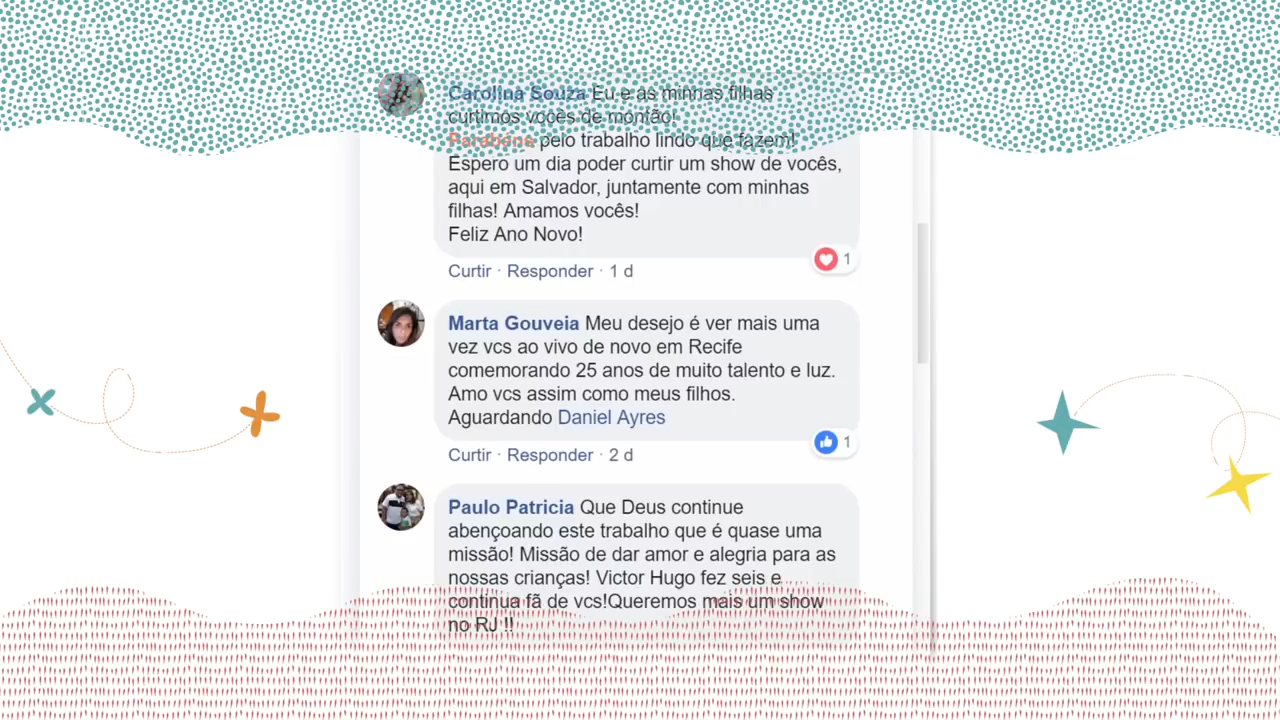 Carolina Souza Eu e as minhas filhas
curtimos vocês de montão!
Parabéns pelo trabalho lindo que fazem!
Espero um dia poder curtir um show de vocês,
aqui em Salvador, juntamente com minhas
filhas! Amamos vocês!
Feliz Ano Novo!
1
Curtir · Responder · 1 d
Marta Gouveia Meu desejo é ver mais uma
vez vcs ao vivo de novo em Recife
comemorando 25 anos de muito talento e luz.
Amo vcs assim como meus filhos.
Aguardando Daniel Ayres
1
Curtir · Responder · 2 d
Paulo Patricia Que Deus continue
abençoando este trabalho que é quase uma
missão! Missão de dar amor e alegria para as
nossas crianças! Victor Hugo fez seis e
continua fã de vcs!Queremos mais um show
no RJ !!